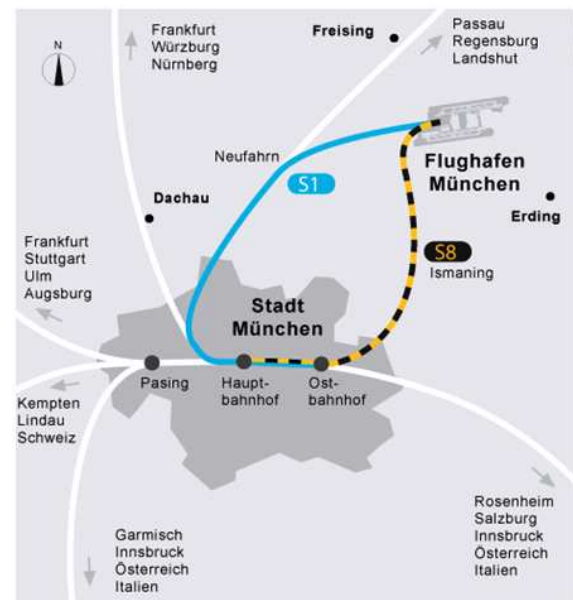 Frankfurt
Würzburg
Nürnberg
Freising
Passau
Regensburg
Landshut
N
Neufahrn
S1
Flughafen
München
Dachau
Erding
Frankfurt
Stuttgart
Ulm
Augsburg
S8
Ismaning
Stadt
München
Pasing
Haupt-
bahnhof
Ost-
bahnhof
Kempten
Lindau
Schweiz
Rosenheim
Salzburg
Innsbruck
Österreich
Italien
Garmisch
Innsbruck
Österreich
Italien